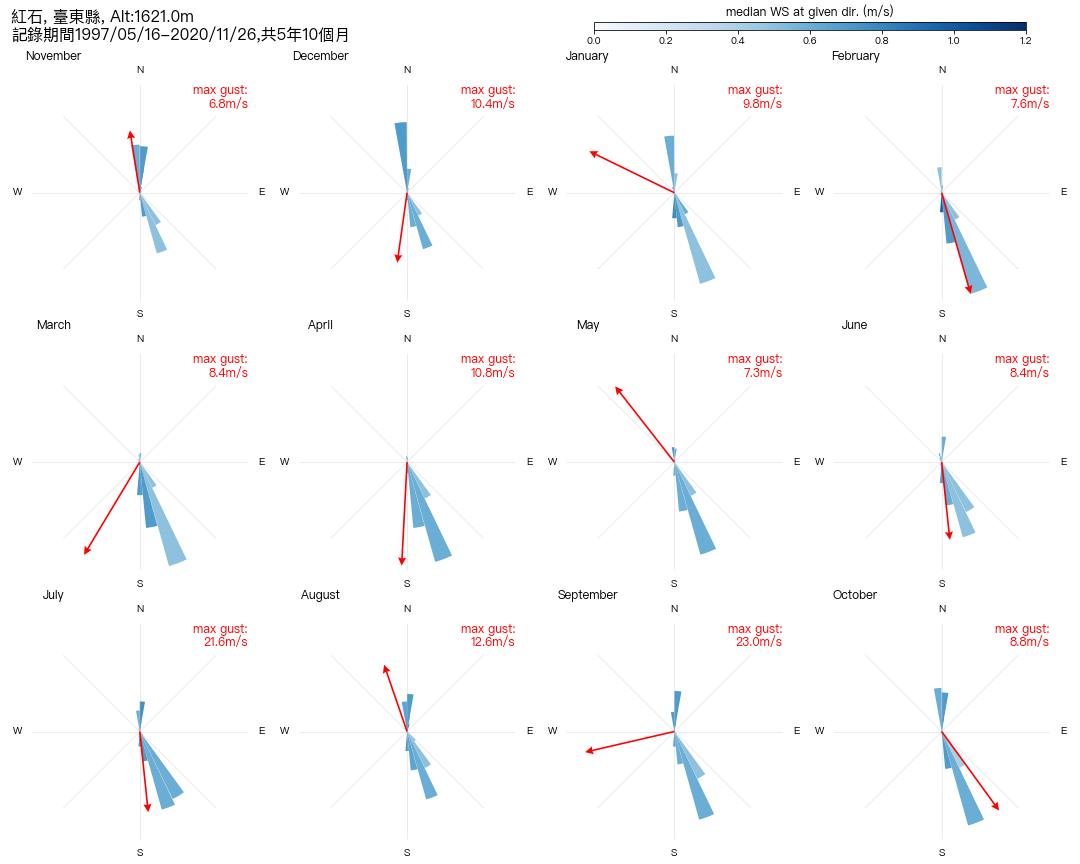 紅石, 臺東縣, Alt:1621.0m
記錄期間1997/05/16-2020/11/26,共5年10個月
median WS at given dir. (m/s)
0.0 0.2 0.4 0.6 0.8 1.0 1.2
November
N
max gust:
6.8m/s
W
E
S
December
N
max gust:
10.4m/s
W
E
S
January
N
max gust:
9.8m/s
W
E
S
February
N
max gust:
7.6m/s
W
E
S
March
N
max gust:
8.4m/s
W
E
S
April
N
max gust:
10.8m/s
W
E
S
May
N
max gust:
7.3m/s
W
E
S
June
N
max gust:
8.4m/s
W
E
S
July
N
max gust:
21.6m/s
W
E
S
August
N
max gust:
12.6m/s
W
E
S
September
N
max gust:
23.0m/s
W
E
S
October
N
max gust:
8.8m/s
W
E
S